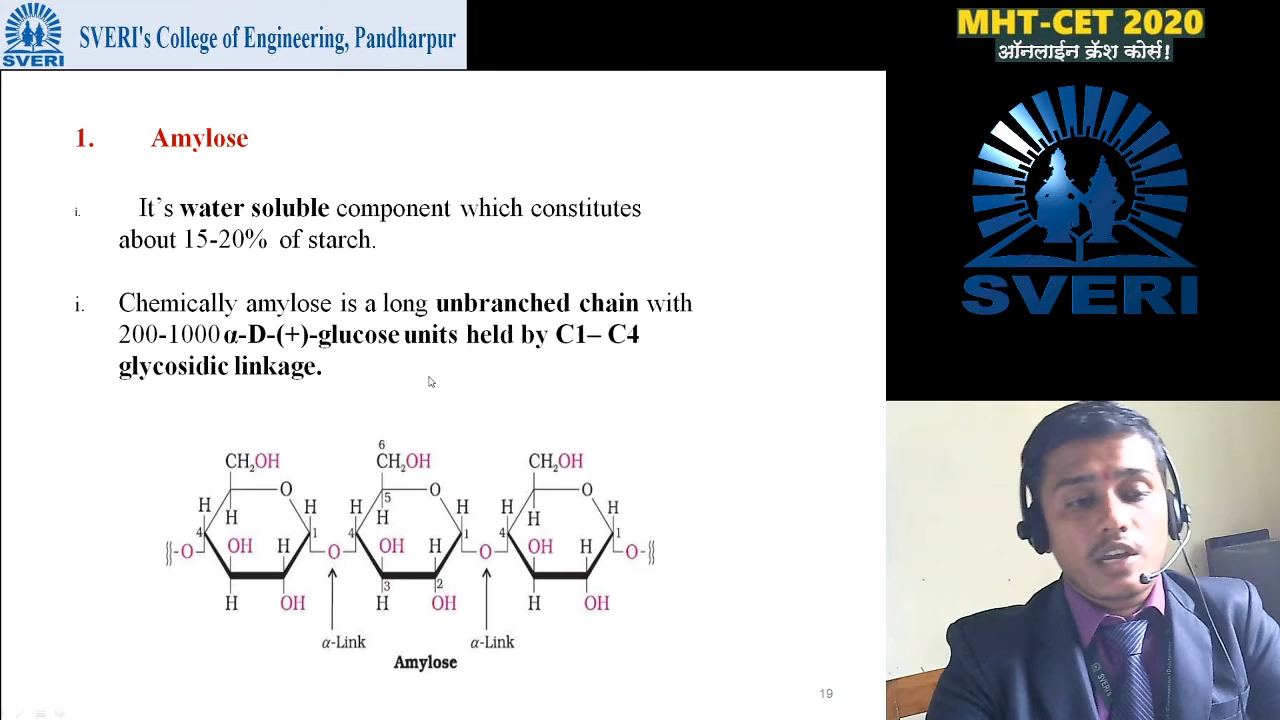 SVERI
SVERI's College of Engineering, Pandharpur
MHT-CET 2020
ऑनलाईन क्रॅश कोर्स!
SVERI
1. Amylose
i. It's water soluble component which constitutes
about 15-20% of starch.
i. Chemically amylose is a long unbranched chain with
200-1000 α-D-(+)-glucose units held by C1– C4
glycosidic linkage.
6
CH₂OH CH₂OH CH₂OH
H O H H 5 O H H O H
H H H
4 OH H 1 4 OH H 1 4 OH H 1
O O O O
3 2
H OH H OH H OH
α-Link α-Link
Amylose
19
SVERI's